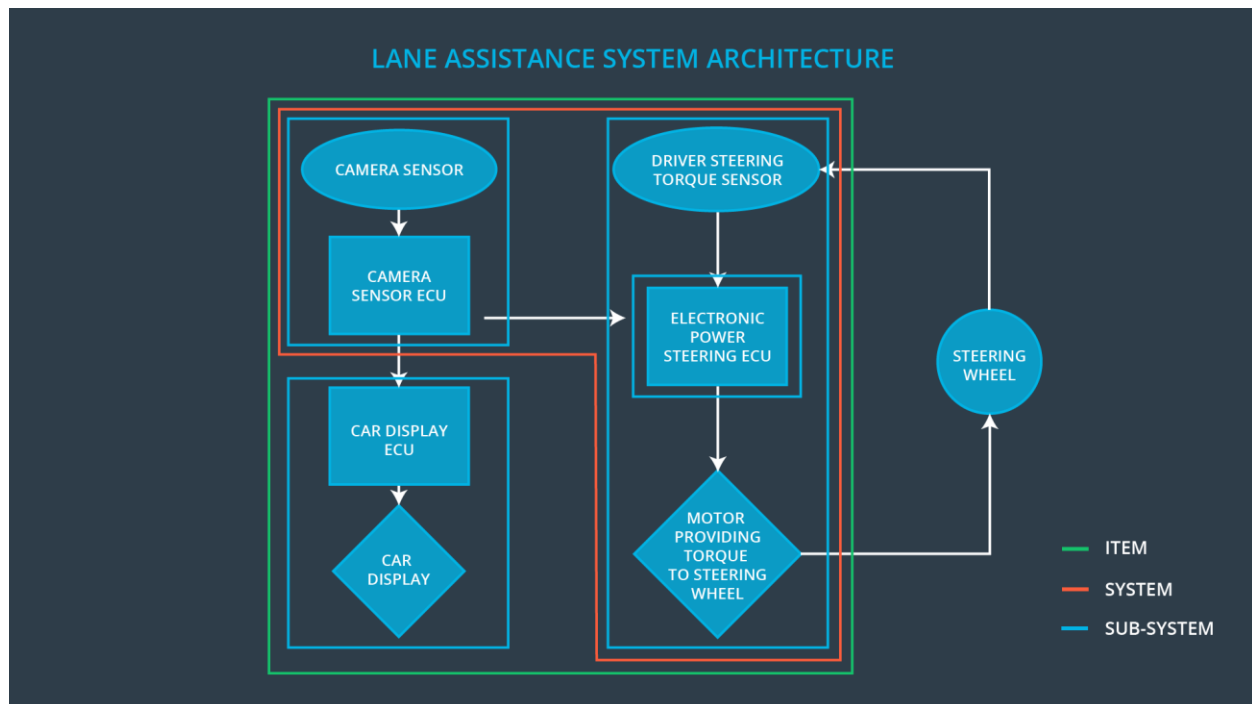 LANE ASSISTANCE SYSTEM ARCHITECTURE
CAMERA SENSOR
CAMERA
SENSOR ECU
CAR DISPLAY
ECU
CAR
DISPLAY
DRIVER STEERING
TORQUE SENSOR
ELECTRONIC
POWER
STEERING ECU
MOTOR
PROVIDING
TORQUE
TO STEERING
WHEEL
STEERING
WHEEL
ITEM
SYSTEM
SUB-SYSTEM